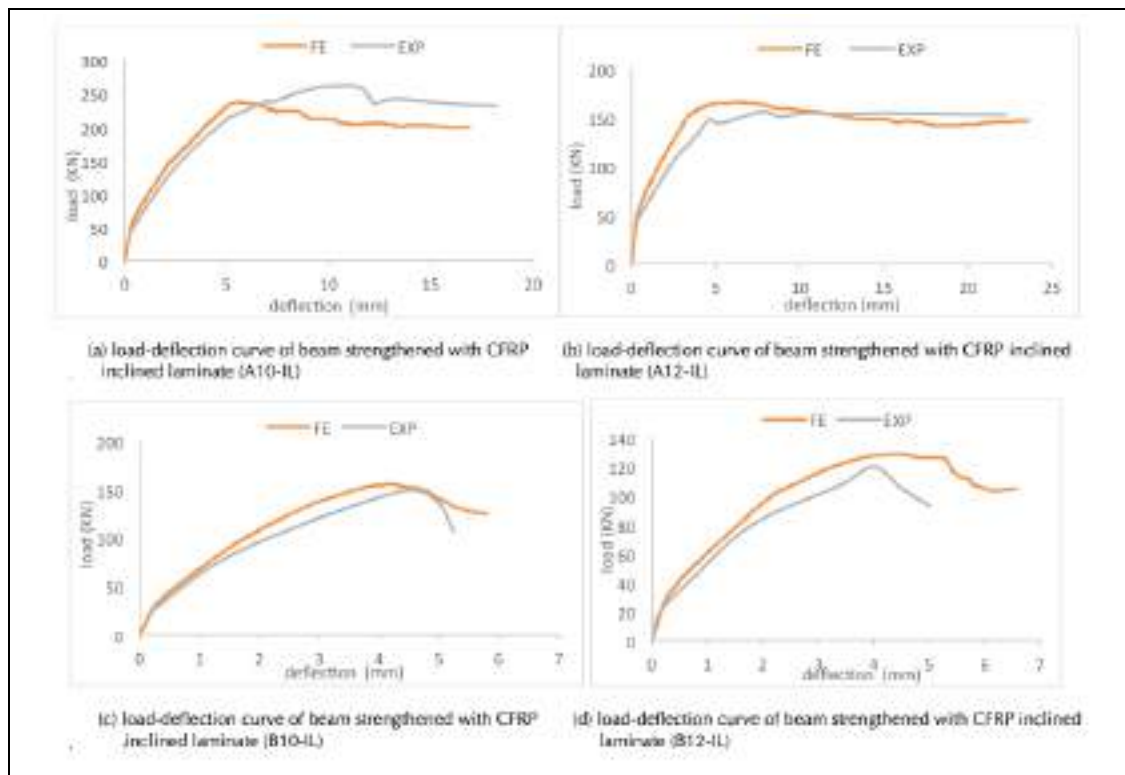 FE EXP
300
250
200
150
100
50
0
load (KN)
0 5 10 15 20
deflection (mm)
(a) load-deflection curve of beam strengthened with CFRP
inclined laminate (A10-IL)
FE EXP
200
150
100
50
0
load (KN)
0 5 10 15 20 25
deflection (mm)
(b) load-deflection curve of beam strengthened with CFRP inclined
laminate (A12-IL)
FE EXP
200
150
100
50
0
load (KN)
0 1 2 3 4 5 6 7
deflection (mm)
(c) load-deflection curve of beam strengthened with CFRP
inclined laminate (B10-IL)
FE EXP
140
120
100
80
60
40
20
0
load (KN)
0 1 2 3 4 5 6 7
deflection (mm)
(d) load-deflection curve of beam strengthened with CFRP inclined
laminate (B12-IL)